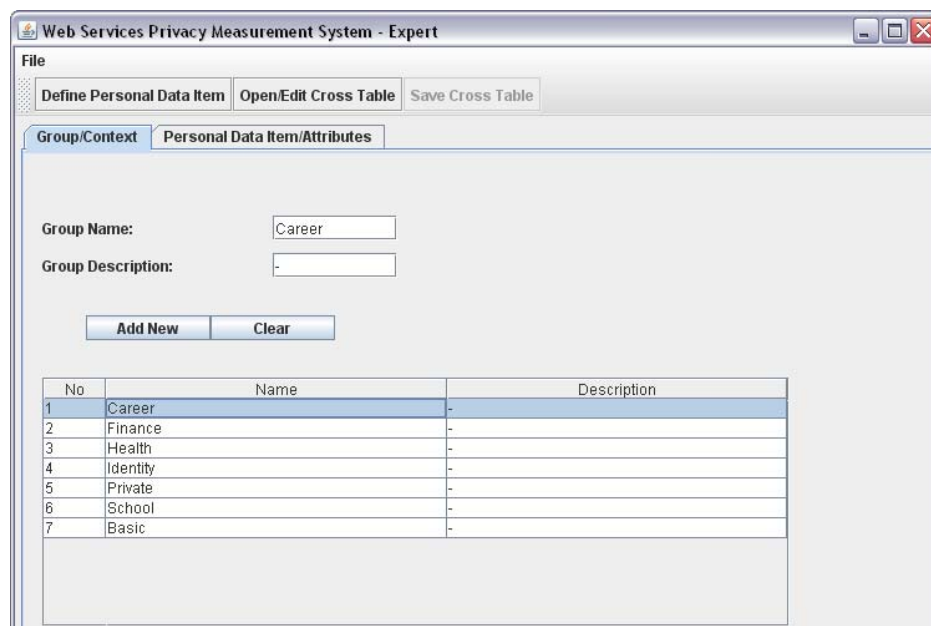 Web Services Privacy Measurement System - Expert
File
Define Personal Data Item Open/Edit Cross Table Save Cross Table
Group/Context Personal Data Item/Attributes
Group Name: Career
Group Description: -
Add New Clear
No Name Description
1 Career -
2 Finance -
3 Health -
4 Identity -
5 Private -
6 School -
7 Basic -